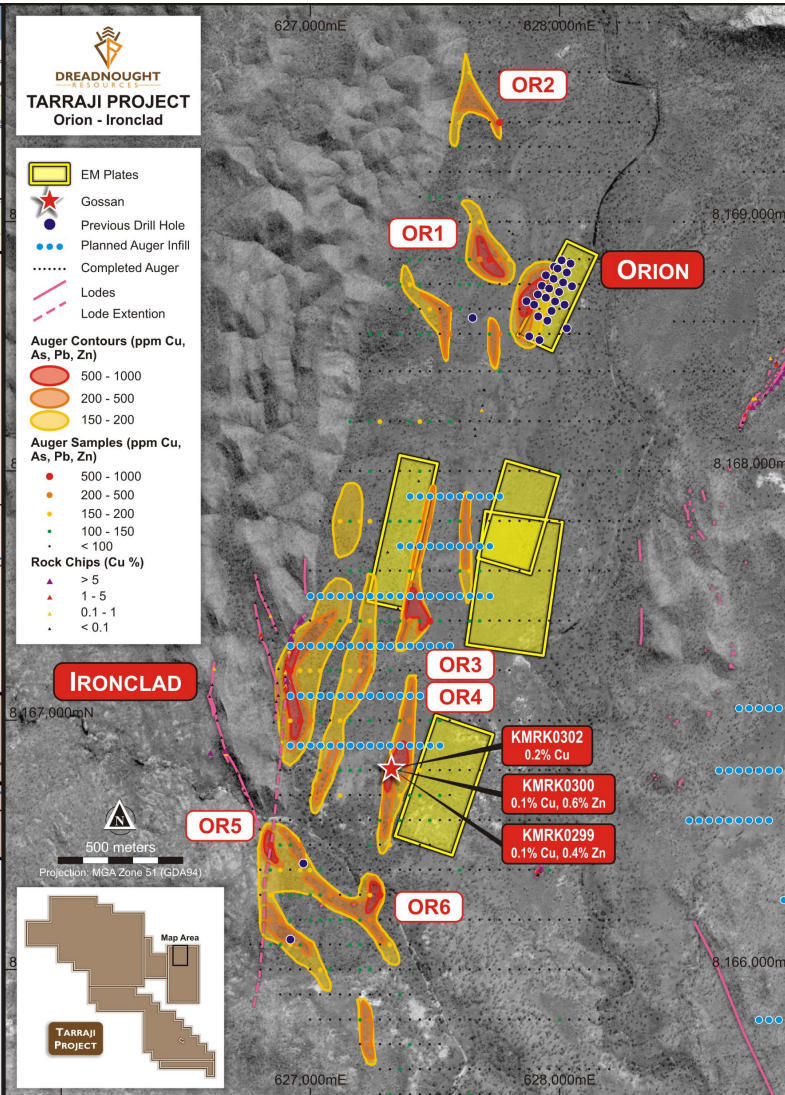 627,000mE
628,000mE
DREADNOUGHT
RESOURCES
TARRAJI PROJECT
Orion - Ironclad
EM Plates
Gossan
Previous Drill Hole
Planned Auger Infill
Completed Auger
Lodes
Lode Extention
Auger Contours (ppm Cu,
As, Pb, Zn)
500 - 1000
200 - 500
150 - 200
Auger Samples (ppm Cu,
As, Pb, Zn)
500 - 1000
200 - 500
150 - 200
100 - 150
< 100
Rock Chips (Cu %)
> 5
1 - 5
0.1 - 1
< 0.1
OR2
8,169,000m
OR1
ORION
8,168,000m
OR3
IRONCLAD
OR4
8,167,000mN
KMRK0302
0.2% Cu
KMRK0300
0.1% Cu, 0.6% Zn
KMRK0299
0.1% Cu, 0.4% Zn
N
OR5
500 meters
Projection: MGA Zone 51 (GDA94)
OR6
Map Area
8,166,000m
TARRAJI
PROJECT
627,000mE
628,000mE